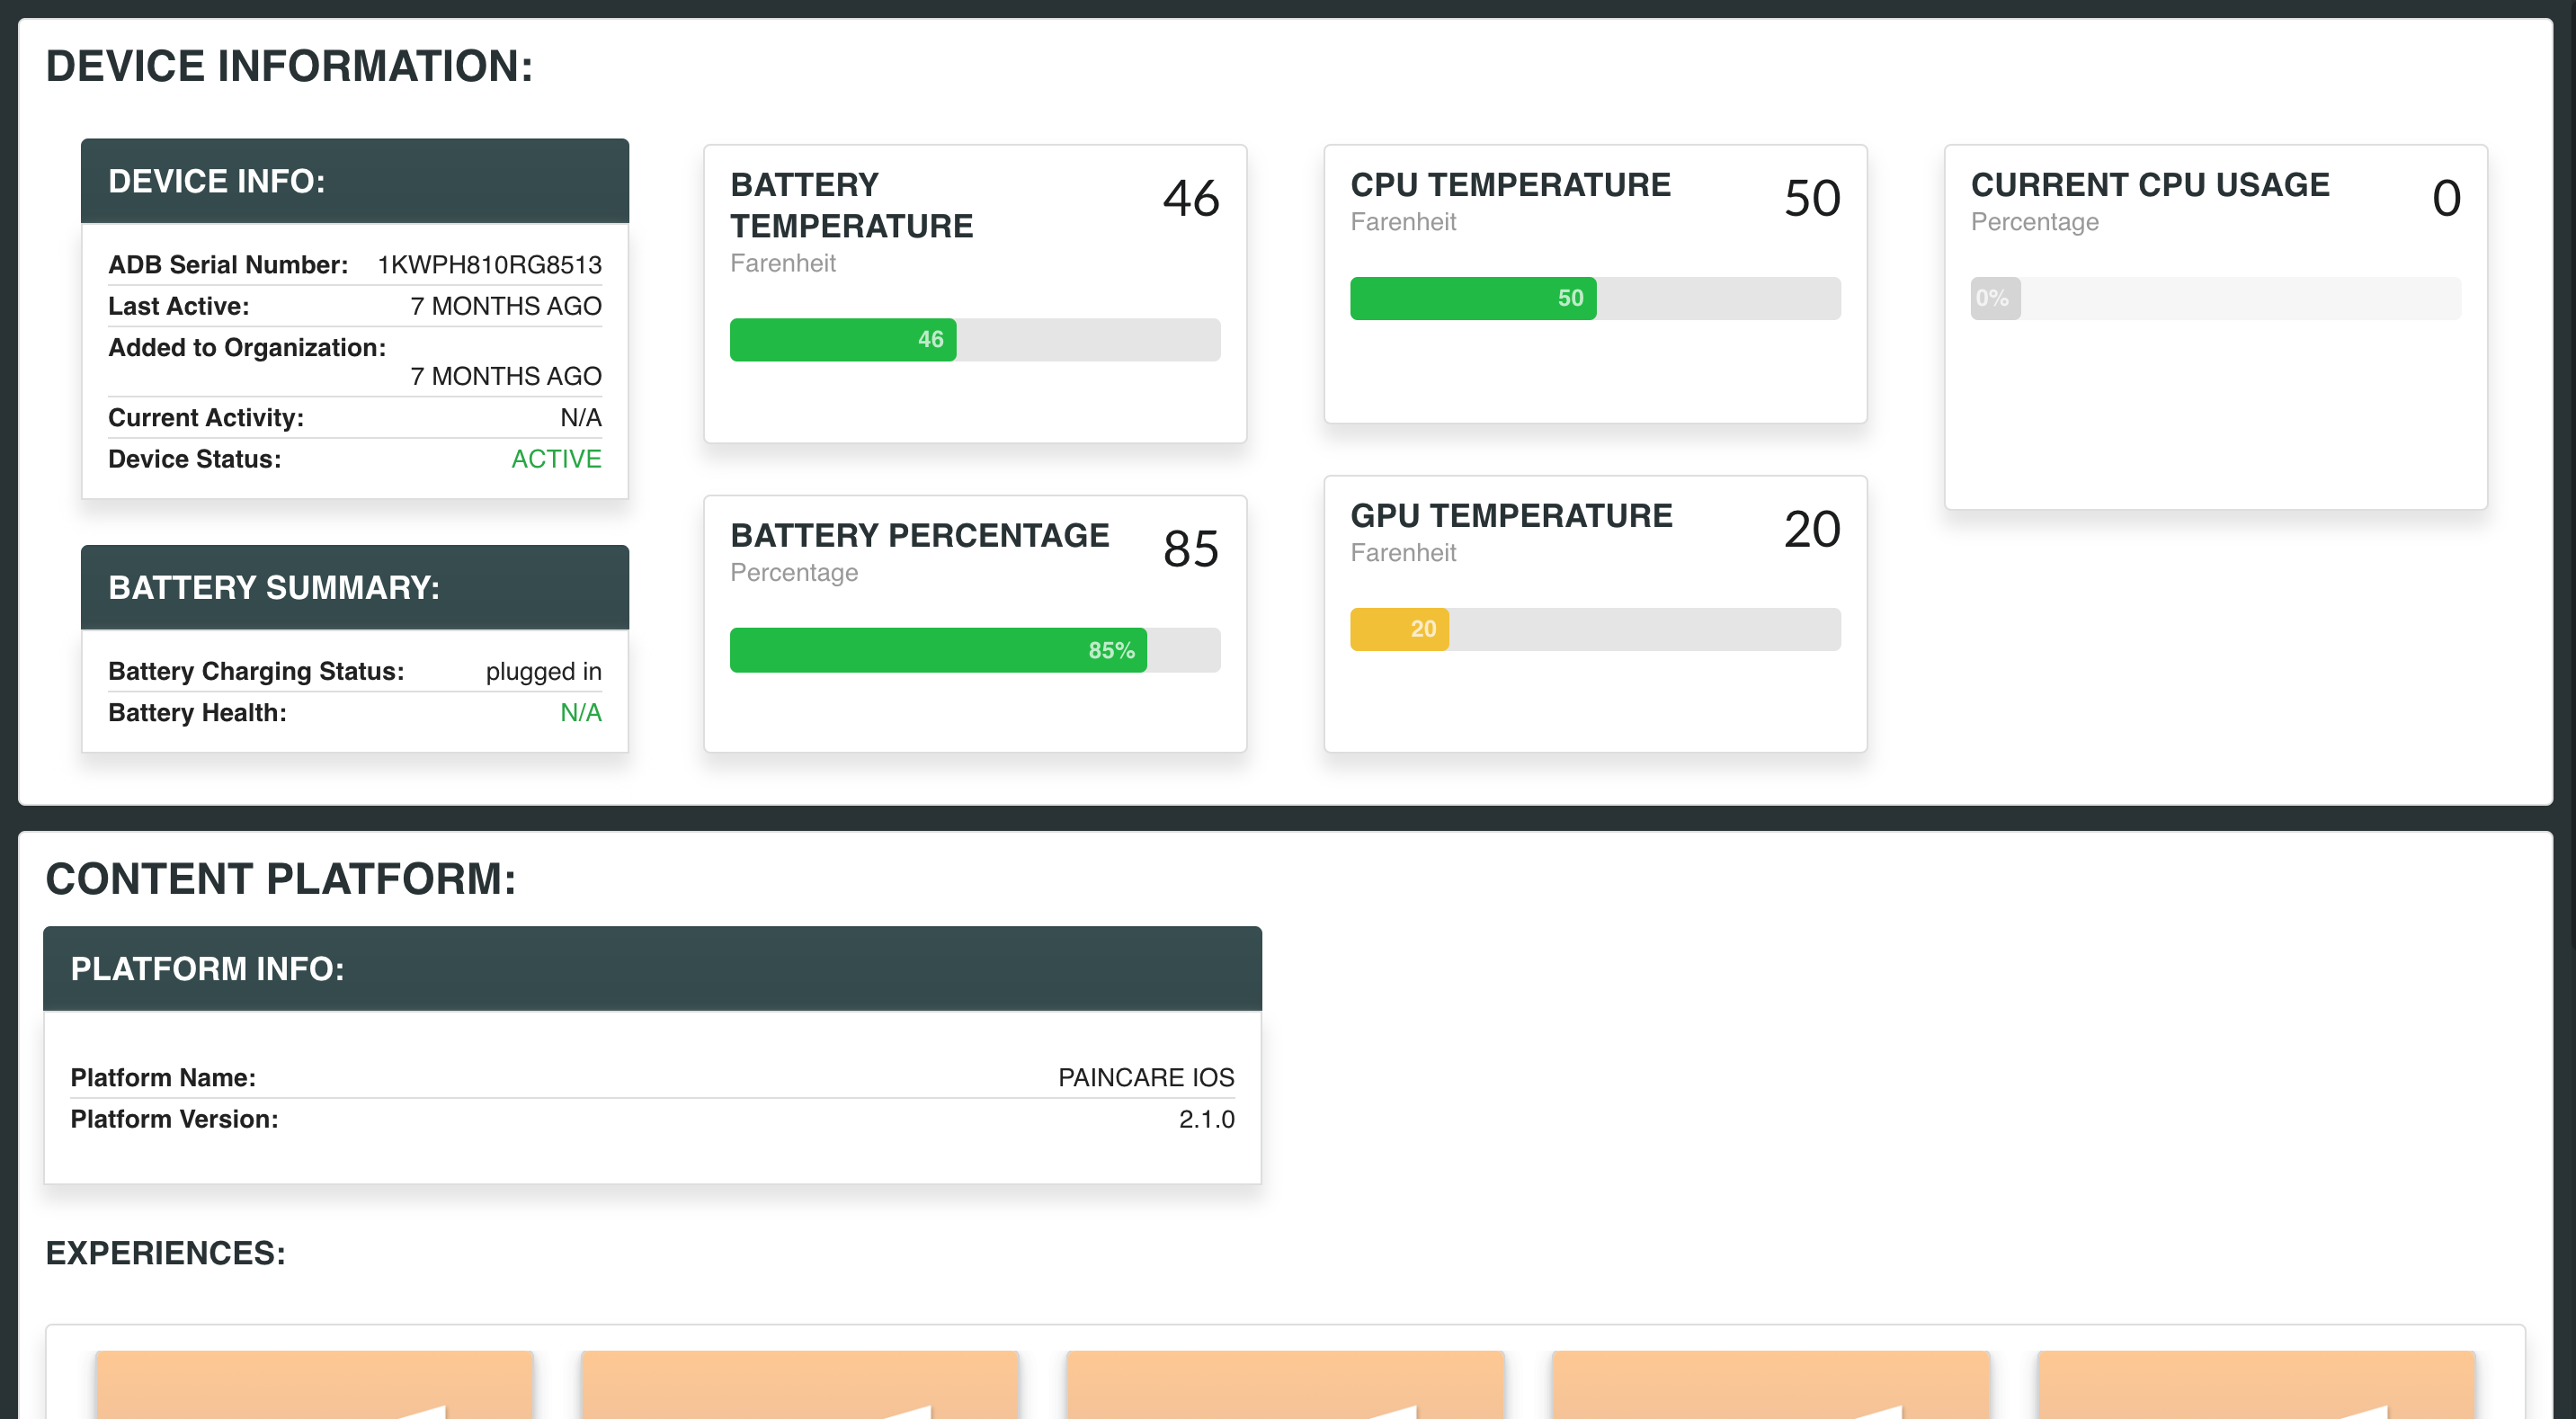 DEVICE INFORMATION:
DEVICE INFO:
ADB Serial Number: 1KWPH810RG8513
Last Active: 7 MONTHS AGO
Added to Organization:
7 MONTHS AGO
Current Activity: N/A
Device Status: ACTIVE
BATTERY SUMMARY:
Battery Charging Status: plugged in
Battery Health: N/A
BATTERY
TEMPERATURE
46
Farenheit
46
BATTERY PERCENTAGE
85
Percentage
85%
CPU TEMPERATURE
50
Farenheit
50
GPU TEMPERATURE
20
Farenheit
20
CURRENT CPU USAGE
0
Percentage
0%
CONTENT PLATFORM:
PLATFORM INFO:
Platform Name: PAINCARE IOS
Platform Version: 2.1.0
EXPERIENCES: